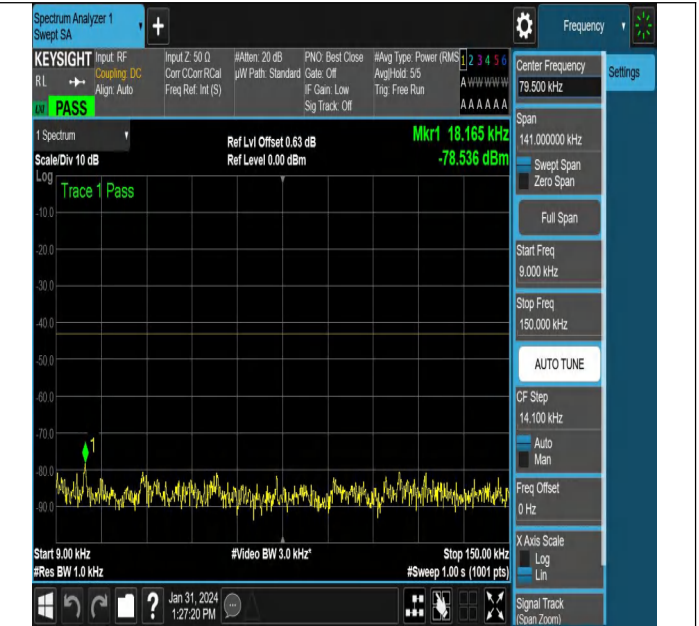 Spectrum Analyzer 1
Swept SA
+
Frequency
KEYSIGHT
RL
PASS
Input: RF
Coupling: DC
Align: Auto
Input Z: 50 Ω
Corr CCorr RCal
Freq Ref: Int (S)
#Atten: 20 dB
µW Path: Standard
PNO: Best Close
Gate: Off
IF Gain: Low
Sig Track: Off
#Avg Type: Power (RMS
Avg|Hold: 5/5
Trig: Free Run
1 2 3 4 5 6
A W W W W W
A A A A A A
1 Spectrum
Scale/Div 10 dB
Ref Lvl Offset 0.63 dB
Ref Level 0.00 dBm
Mkr1 18.165 kHz
-78.536 dBm
Log
Trace 1 Pass
-10.0
-20.0
-30.0
-40.0
-50.0
-60.0
-70.0
-80.0
-90.0
1
Start 9.00 kHz
#Res BW 1.0 kHz
#Video BW 3.0 kHz*
Stop 150.00 kHz
#Sweep 1.00 s (1001 pts)
Center Frequency
79.500 kHz
Settings
Span
141.000000 kHz
Swept Span
Zero Span
Full Span
Start Freq
9.000 kHz
Stop Freq
150.000 kHz
AUTO TUNE
CF Step
14.100 kHz
Auto
Man
Freq Offset
0 Hz
X Axis Scale
Log
Lin
Signal Track
(Span Zoom)
?
Jan 31, 2024
1:27:20 PM